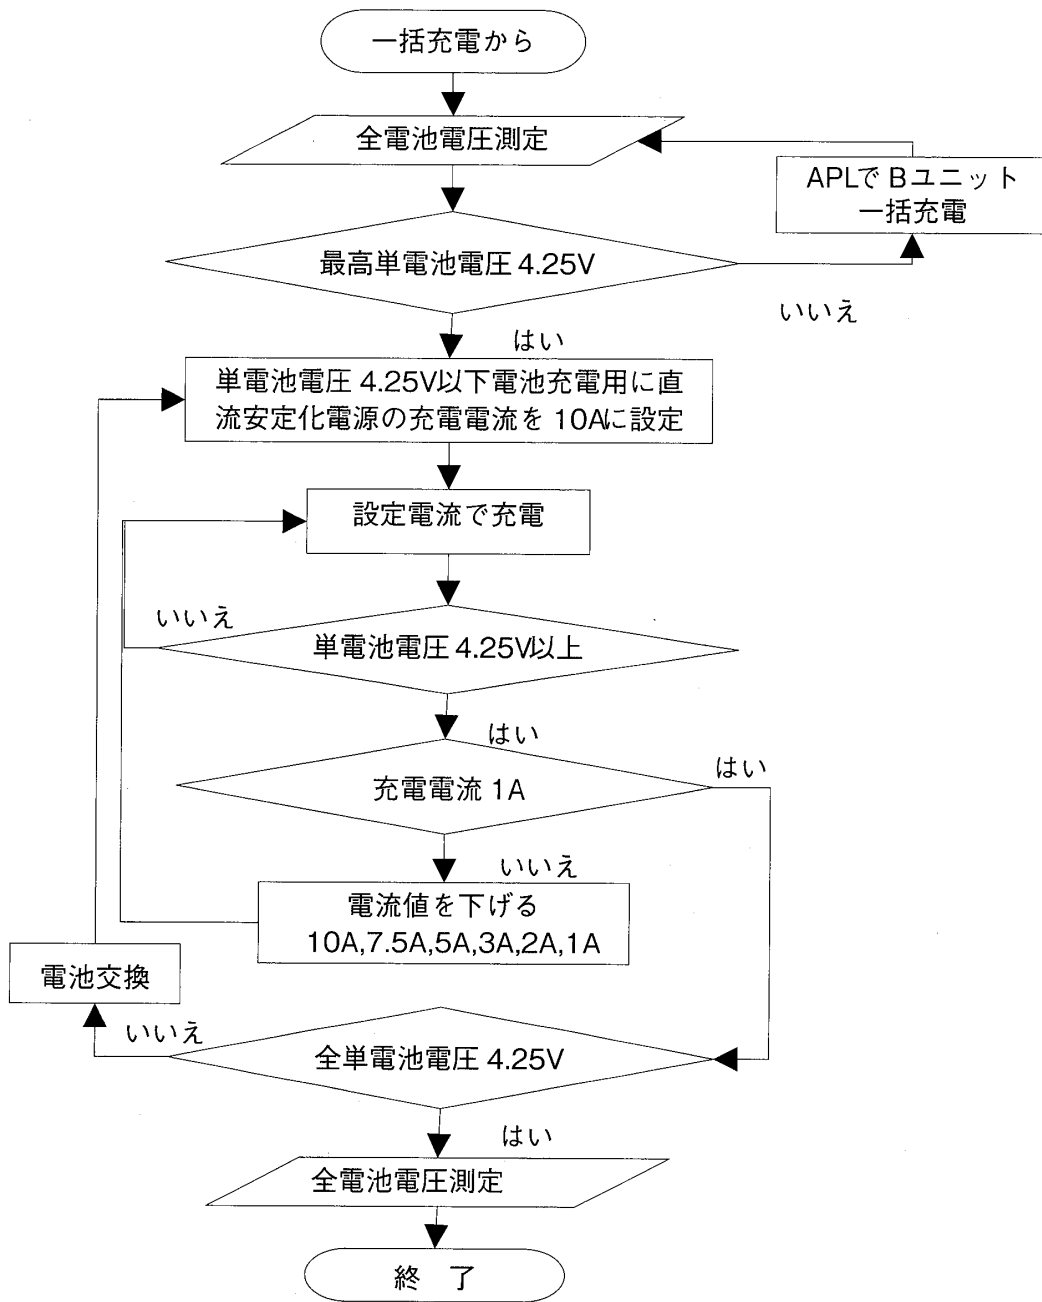 一括充電から
全電池電圧測定
APLで Bユニット
一括充電
最高単電池電圧 4.25V
いいえ
はい
単電池電圧 4.25V以下電池充電用に直
流安定化電源の充電電流を 10Aに設定
設定電流で充電
いいえ
単電池電圧 4.25V以上
はい
はい
充電電流 1A
いいえ
電流値を下げる
10A,7.5A,5A,3A,2A,1A
電池交換
いいえ
全単電池電圧 4.25V
はい
全電池電圧測定
終 了